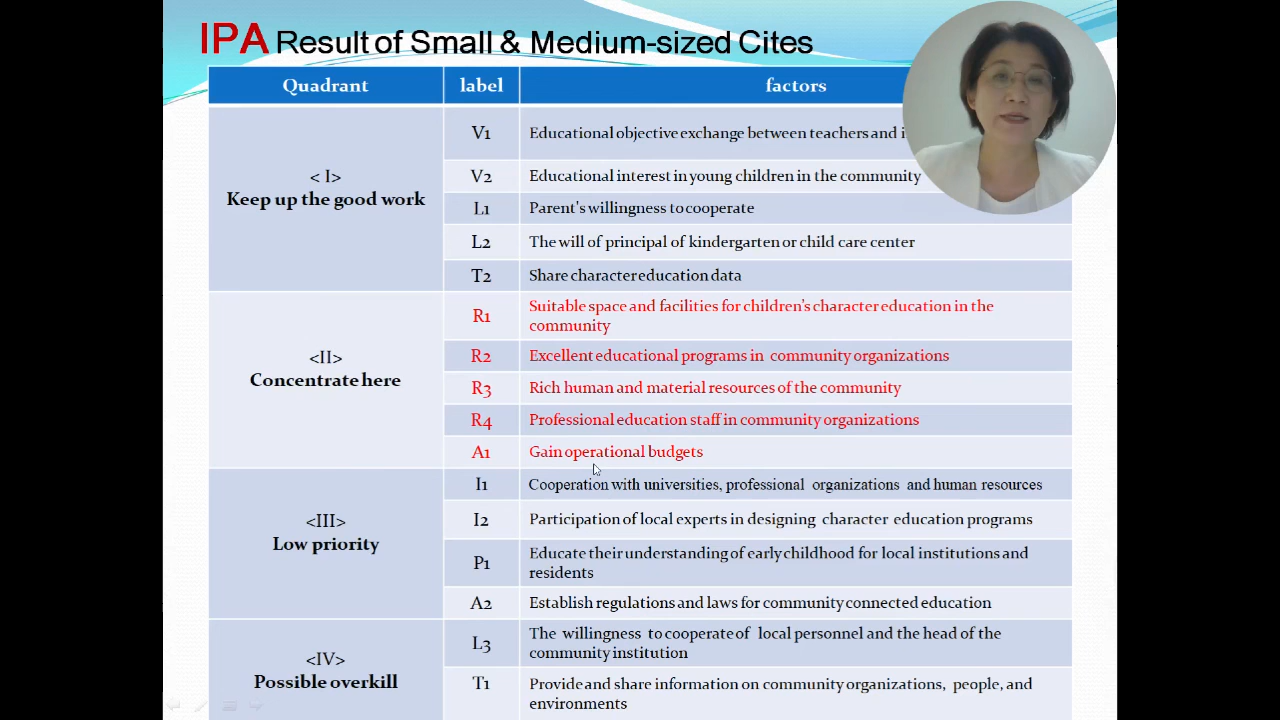 IPA Result of Small & Medium-sized Cites
Quadrant label factors
< I>
Keep up the good work
V1 Educational objective exchange between teachers and
V2 Educational interest in young children in the community
L1 Parent's willingness to cooperate
L2 The will of principal of kindergarten or child care center
T2 Share character education data
<II>
Concentrate here
R1 Suitable space and facilities for children's character education in the
community
R2 Excellent educational programs in community organizations
R3 Rich human and material resources of the community
R4 Professional education staff in community organizations
A1 Gain operational budgets
<III>
Low priority
I1 Cooperation with universities, professional organizations and human resources
I2 Participation of local experts in designing character education programs
P1 Educate their understanding of early childhood for local institutions and
residents
A2 Establish regulations and laws for community connected education
<IV>
Possible overkill
L3 The willingness to cooperate of local personnel and the head of the
community institution
T1 Provide and share information on community organizations, people, and
environments